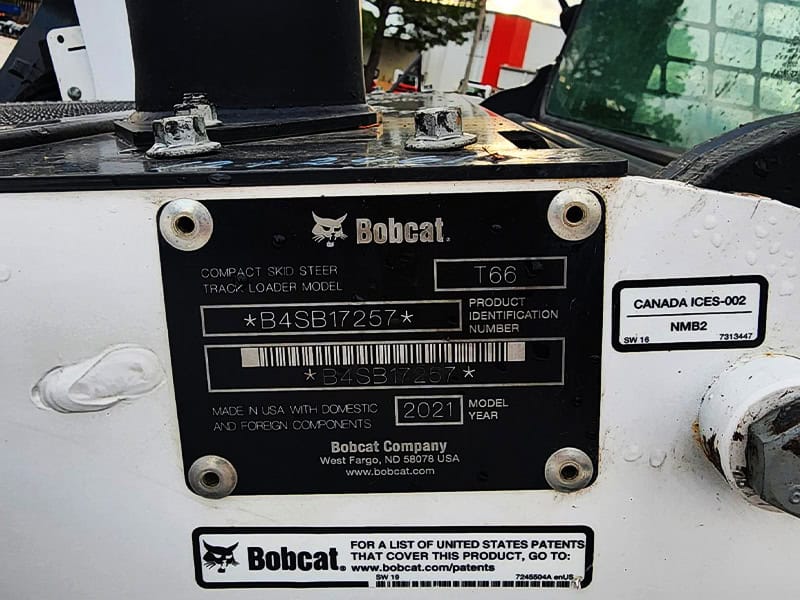 Bobcat.
COMPACT SKID STEER
TRACK LOADER MODEL
T66
*B4SB17257*
PRODUCT
IDENTIFICATION
NUMBER
*B4SB17257*
MADE IN USA WITH DOMESTIC
AND FOREIGN COMPONENTS
2021
MODEL
YEAR
Bobcat Company
West Fargo, ND 58078 USA
www.bobcat.com
CANADA ICES-002
NMB2
SW 16 7313447
Bobcat.
FOR A LIST OF UNITED STATES PATENTS
THAT COVER THIS PRODUCT, GO TO:
www.bobcat.com/patents
SW 19 7245504A enUS